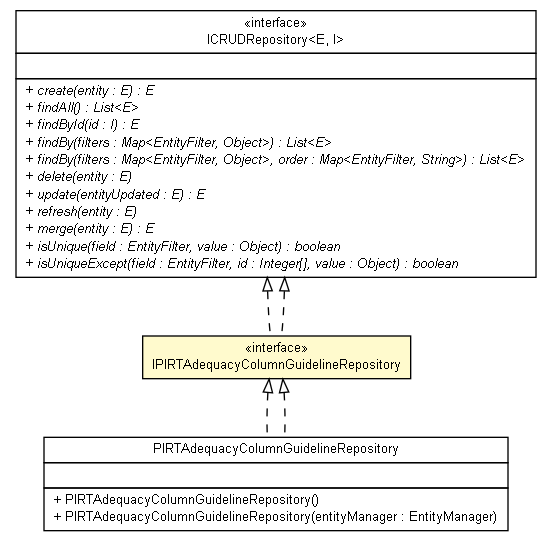 «interface»
ICRUDRepository<E, I>
+ create(entity : E) : E
+ findAll() : List<E>
+ findById(id : I) : E
+ findBy(filters : Map<EntityFilter, Object>) : List<E>
+ findBy(filters : Map<EntityFilter, Object>, order : Map<EntityFilter, String>) : List<E>
+ delete(entity : E)
+ update(entityUpdated : E) : E
+ refresh(entity : E)
+ merge(entity : E) : E
+ isUnique(field : EntityFilter, value : Object) : boolean
+ isUniqueExcept(field : EntityFilter, id : Integer[], value : Object) : boolean
«interface»
IPIRTAdequacyColumnGuidelineRepository
PIRTAdequacyColumnGuidelineRepository
+ PIRTAdequacyColumnGuidelineRepository()
+ PIRTAdequacyColumnGuidelineRepository(entityManager : EntityManager)